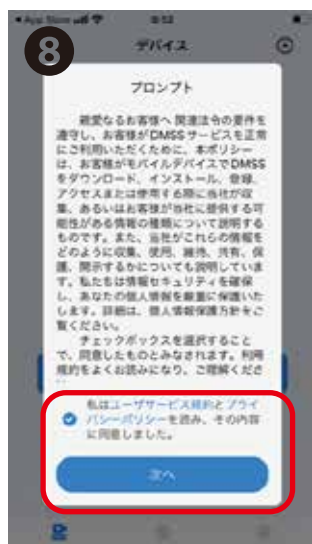 App Store
9:12
デバイス
8
プロンプト
親愛なるお客様へ 関連法令の要件を
遵守し、お客様がDMSSサービスを正常
にご利用いただくために、本ポリシー
は、お客様がモバイルデバイスでDMSS
をダウンロード、インストール、登録、
アクセスまたは使用する際に当社が収
集、あるいはお客様が当社に提供する可
能性がある情報の種類について説明する
ものです。また、当社がこれらの情報を
どのように収集、使用、維持、共有、保
護、開示するかについても説明していま
す。私たちは情報セキュリティを確保
し、あなたの個人情報を厳重に保護いた
します。詳細は、個人情報保護方針をご
覧ください。
チェックボックスを選択すること
で、同意したものとみなされます。利用
規約をよくお読みになり、ご理解くださ
私はユーザサービス規約とプライ
バシーポリシーを読み、その内容
に同意しました。
次へ